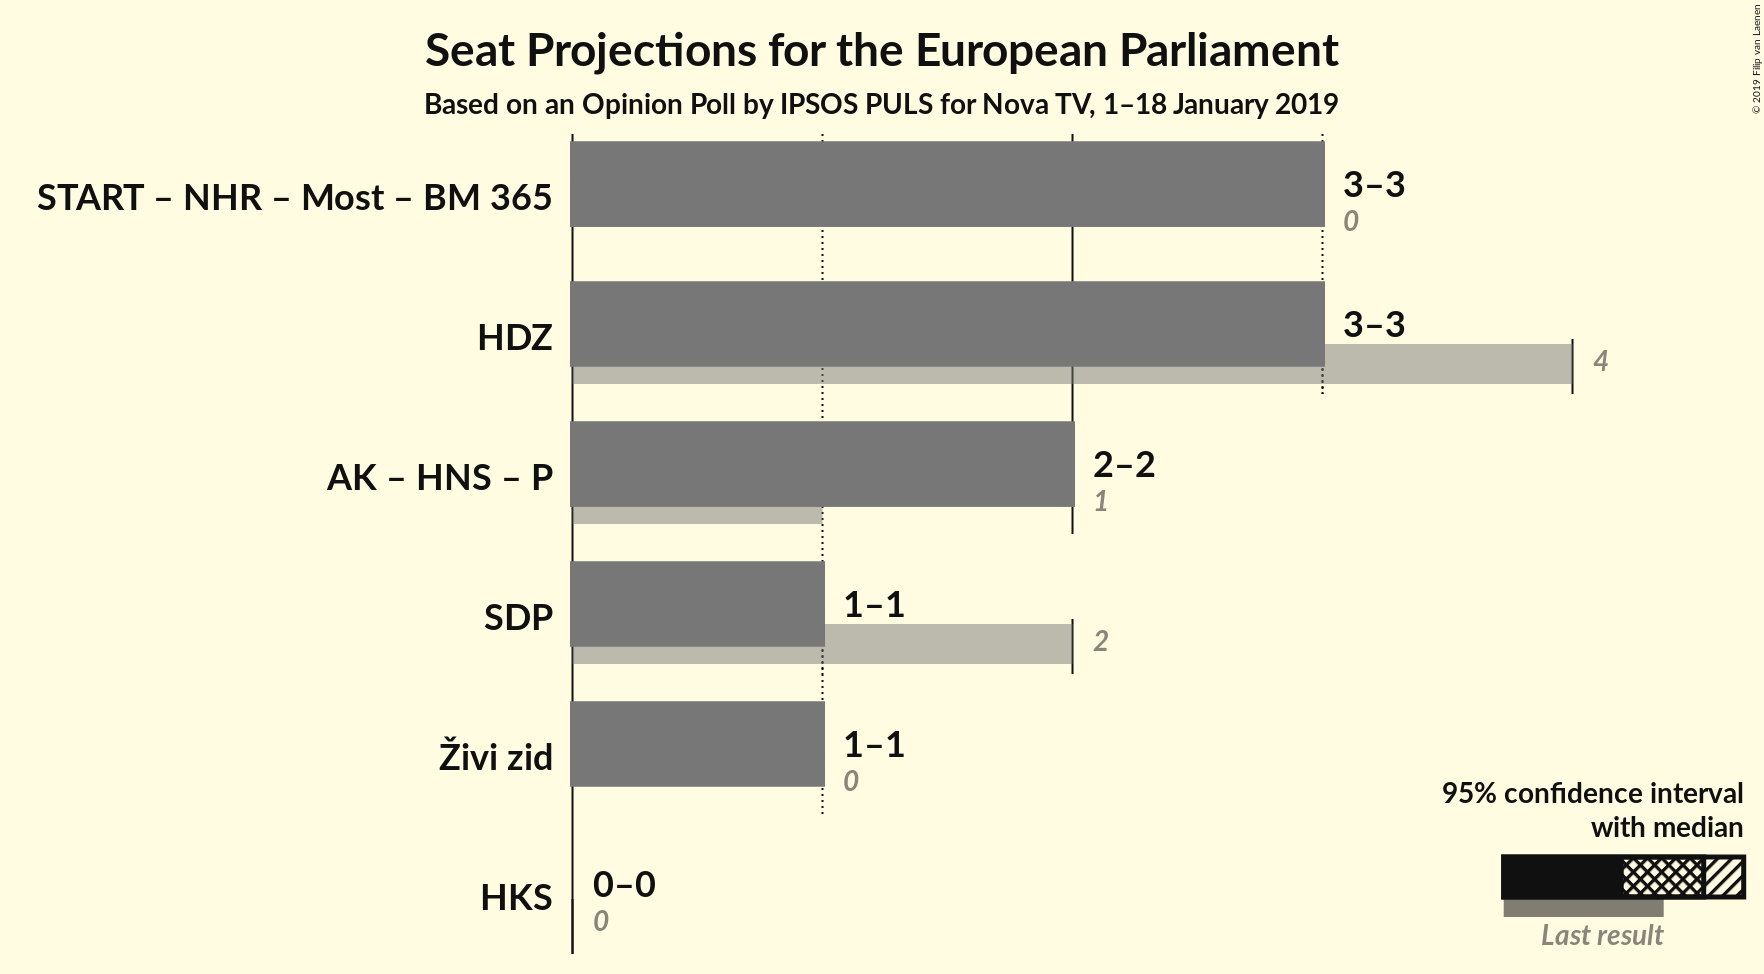 Seat Projections for the European Parliament
Based on an Opinion Poll by IPSOS PULS for Nova TV, 1–18 January 2019
© 2019 Filip van Laenen
START – NHR – Most – BM 365
3–3
0
HDZ
3–3
4
AK – HNS – P
2–2
1
SDP
1–1
2
Živi zid
1–1
0
HKS
0–0
0
95% confidence interval
with median
Last result